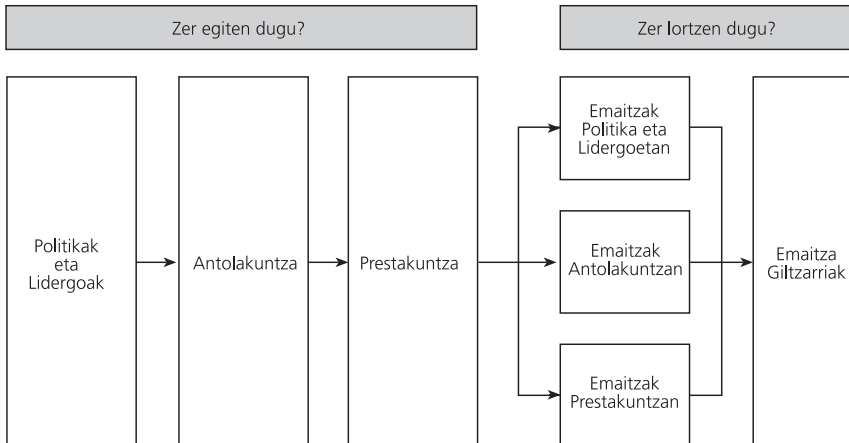 Zer egiten dugu?
Zer lortzen dugu?
Politikak
eta
Lidergoak
Antolakuntza
Prestakuntza
Emaitzak
Politika eta
Lidergoetan
Emaitzak
Antolakuntzan
Emaitzak
Prestakuntzan
Emaitza
Giltzarriak